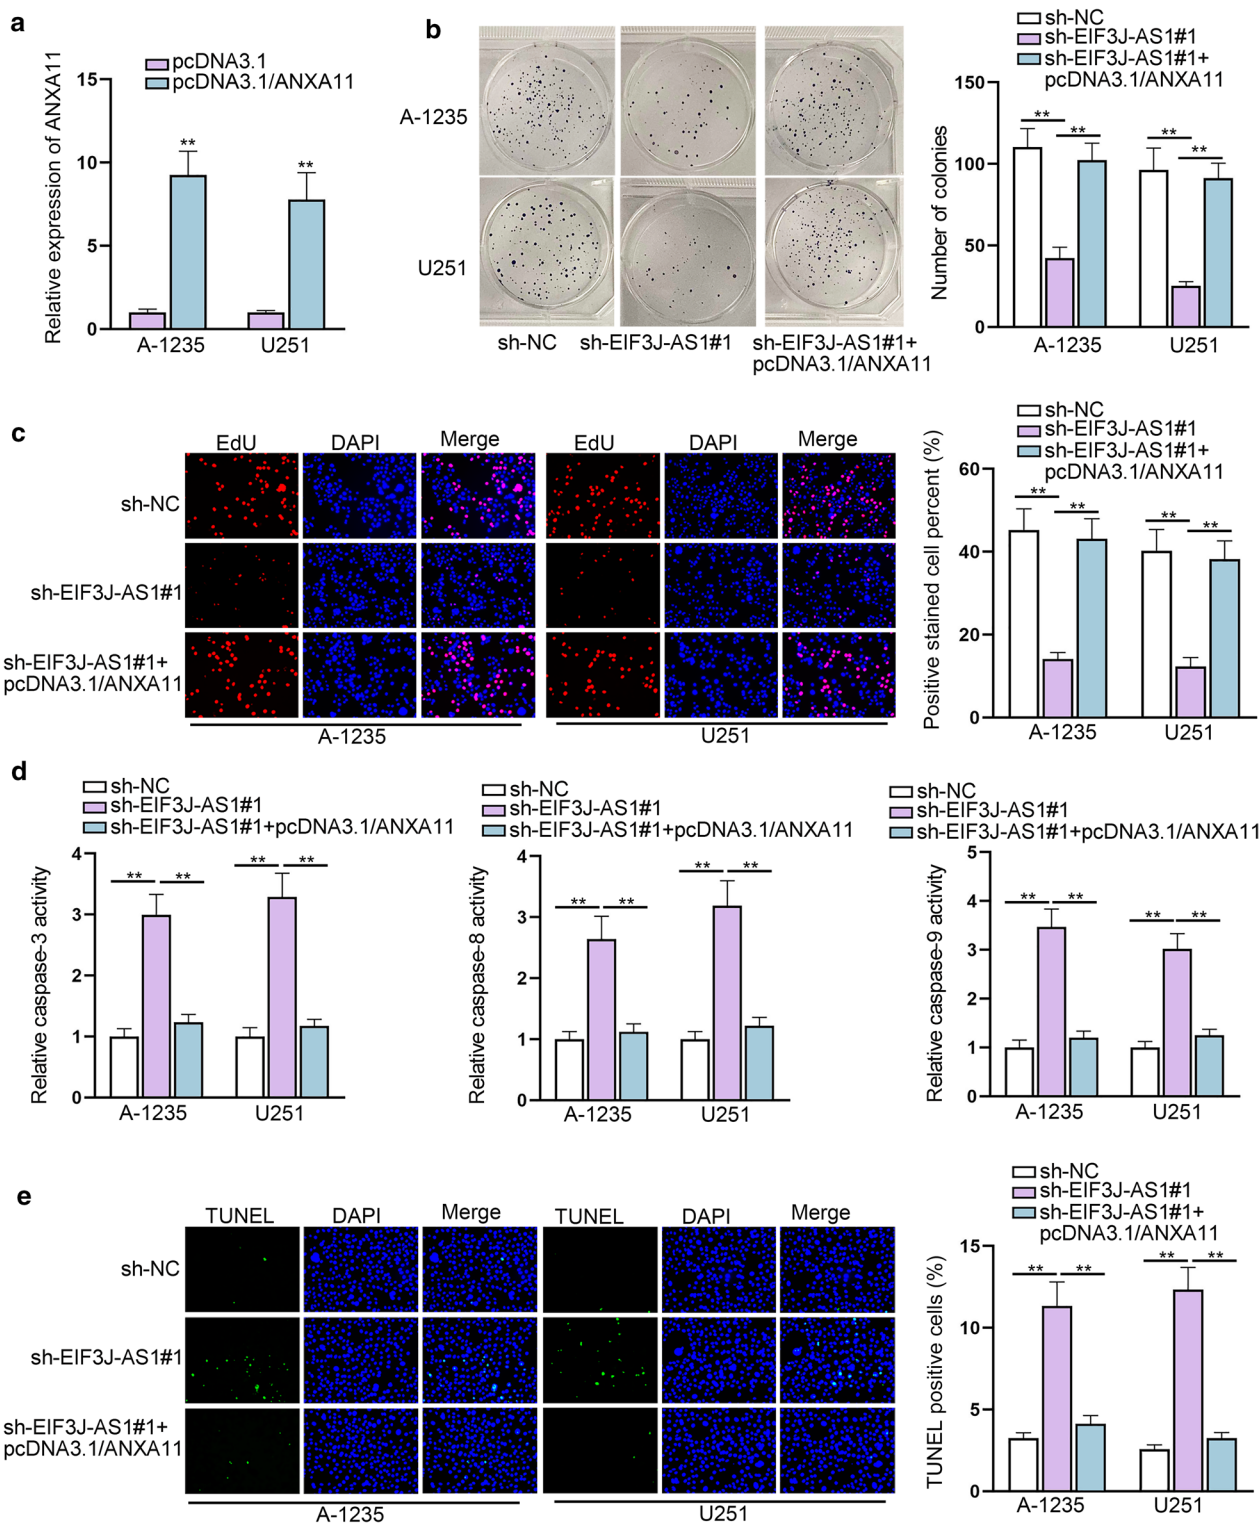 a
pcDNA3.1
pcDNA3.1/ANXA11
Relative expression of ANXA11
15
10
5
0
**
**
A-1235
U251
b
A-1235
U251
sh-NC
sh-EIF3J-AS1#1
sh-EIF3J-AS1#1+
pcDNA3.1/ANXA11
sh-NC
sh-EIF3J-AS1#1
sh-EIF3J-AS1#1+
pcDNA3.1/ANXA11
Number of colonies
150
100
50
0
**
**
**
**
A-1235
U251
c
EdU
DAPI
Merge
EdU
DAPI
Merge
sh-NC
sh-EIF3J-AS1#1
sh-EIF3J-AS1#1+
pcDNA3.1/ANXA11
A-1235
U251
sh-NC
sh-EIF3J-AS1#1
sh-EIF3J-AS1#1+
pcDNA3.1/ANXA11
Positive stained cell percent (%)
60
40
20
0
**
**
**
**
A-1235
U251
d
sh-NC
sh-EIF3J-AS1#1
sh-EIF3J-AS1#1+pcDNA3.1/ANXA11
Relative caspase-3 activity
4
3
2
1
0
**
**
**
**
A-1235
U251
sh-NC
sh-EIF3J-AS1#1
sh-EIF3J-AS1#1+pcDNA3.1/ANXA11
Relative caspase-8 activity
4
3
2
1
0
**
**
**
**
A-1235
U251
sh-NC
sh-EIF3J-AS1#1
sh-EIF3J-AS1#1+pcDNA3.1/ANXA11
Relative caspase-9 activity
5
4
3
2
1
0
**
**
**
**
A-1235
U251
e
TUNEL
DAPI
Merge
TUNEL
DAPI
Merge
sh-NC
sh-EIF3J-AS1#1
sh-EIF3J-AS1#1+
pcDNA3.1/ANXA11
A-1235
U251
sh-NC
sh-EIF3J-AS1#1
sh-EIF3J-AS1#1+
pcDNA3.1/ANXA11
TUNEL positive cells (%)
15
10
5
0
**
**
**
**
A-1235
U251